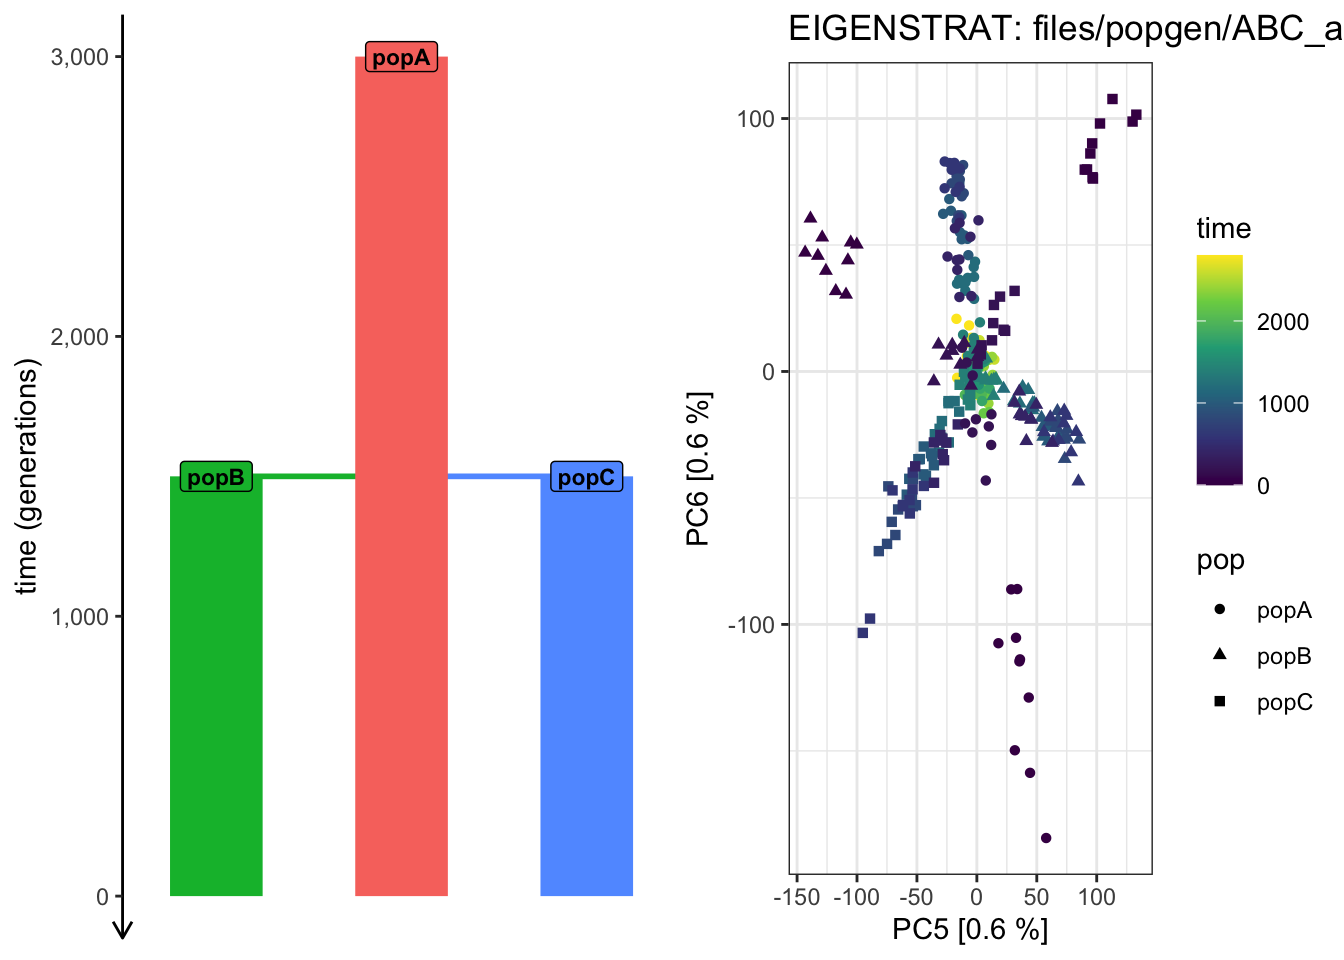 time (generations)
3,000
2,000
1,000
0
popA
popB
popC
EIGENSTRAT: files/popgen/ABC_a
PC6 [0.6 %]
100
0
-100
-150 -100 -50 0 50 100
PC5 [0.6 %]
time
2000
1000
0
pop
popA
popB
popC